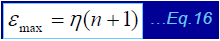 ε_max = η(n+1) ...Eq.16